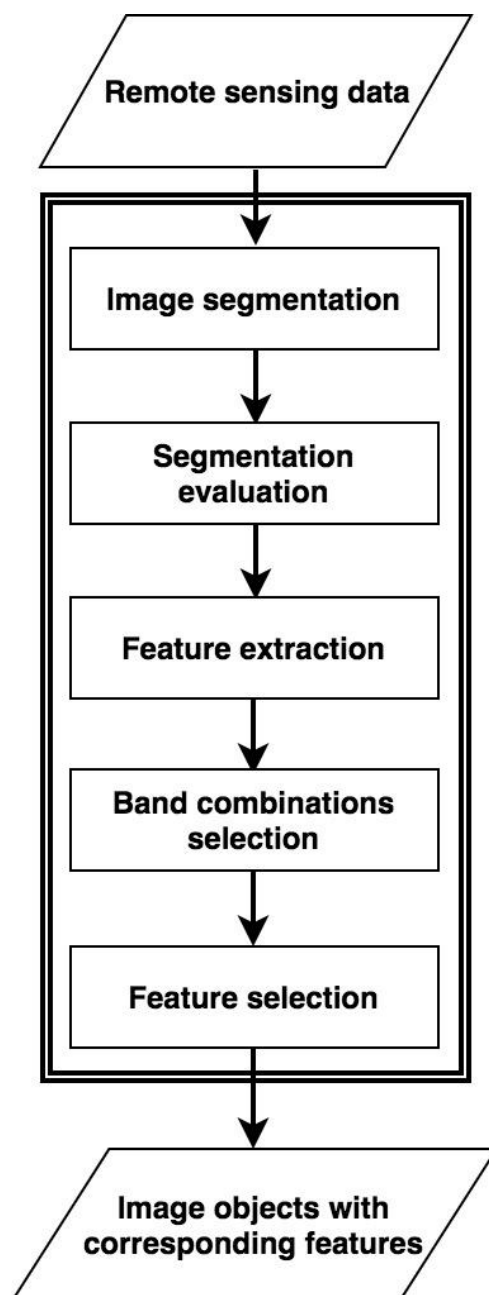 Remote sensing data
Image segmentation
Segmentation
evaluation
Feature extraction
Band combinations
selection
Feature selection
Image objects with
corresponding features